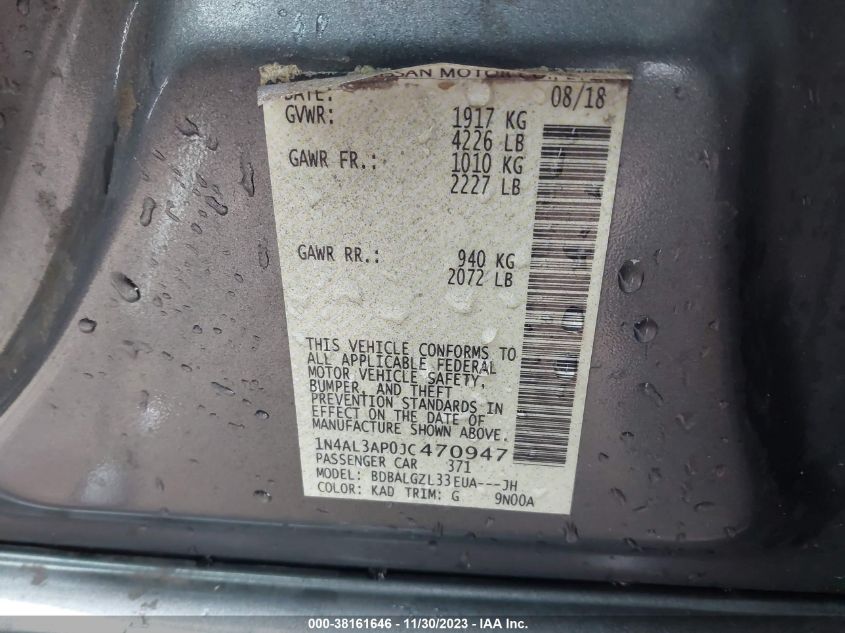 MOTOR
DATE: 08/18
GVWR: 1917 KG
4226 LB
GAWR FR.: 1010 KG
2227 LB
GAWR RR.: 940 KG
2072 LB
THIS VEHICLE CONFORMS TO
ALL APPLICABLE FEDERAL
MOTOR VEHICLE SAFETY,
BUMPER, AND THEFT
PREVENTION STANDARDS IN
EFFECT ON THE DATE OF
MANUFACTURE SHOWN ABOVE.
1N4AL3AP0JC470947
PASSENGER CAR 371
MODEL: BDBALGZL33EUA---JH
COLOR: KAD TRIM: G 9N00A
000-38161646 - 11/30/2023 - IAA Inc.